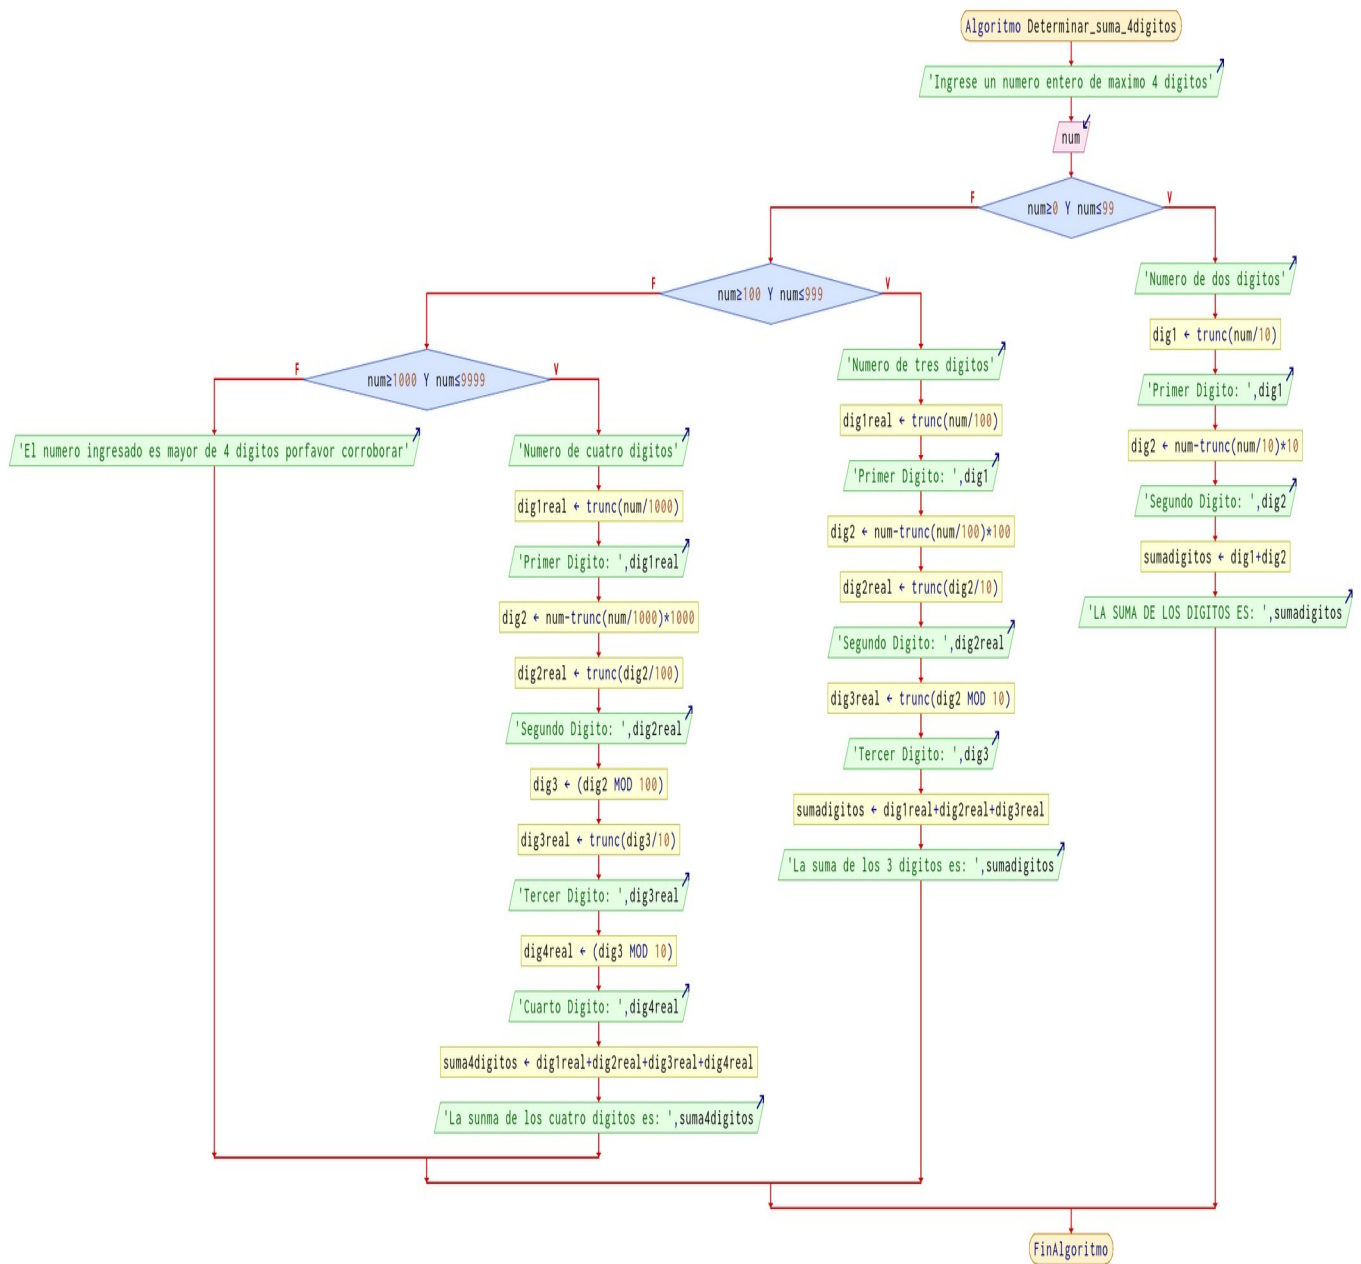 Algoritmo Determinar_suma_4digitos
'Ingrese un numero entero de maximo 4 digitos'
num
num≥0 Y num≤99
F
V
num≥100 Y num≤999
F
V
num≥1000 Y num≤9999
F
V
'El numero ingresado es mayor de 4 digitos porfavor corroborar'
'Numero de cuatro digitos'
dig1real ← trunc(num/1000)
'Primer Digito: ',dig1real
dig2 ← num-trunc(num/1000)*1000
dig2real ← trunc(dig2/100)
'Segundo Digito: ',dig2real
dig3 ← (dig2 MOD 100)
dig3real ← trunc(dig3/10)
'Tercer Digito: ',dig3real
dig4real ← (dig3 MOD 10)
'Cuarto Digito: ',dig4real
suma4digitos ← dig1real+dig2real+dig3real+dig4real
'La sunma de los cuatro digitos es: ',suma4digitos
'Numero de tres digitos'
dig1real ← trunc(num/100)
'Primer Digito: ',dig1
dig2 ← num-trunc(num/100)*100
dig2real ← trunc(dig2/10)
'Segundo Digito: ',dig2real
dig3real ← trunc(dig2 MOD 10)
'Tercer Digito: ',dig3
sumadigitos ← dig1real+dig2real+dig3real
'La suma de los 3 digitos es: ',sumadigitos
'Numero de dos digitos'
dig1 ← trunc(num/10)
'Primer Digito: ',dig1
dig2 ← num-trunc(num/10)*10
'Segundo Digito: ',dig2
sumadigitos ← dig1+dig2
'LA SUMA DE LOS DIGITOS ES: ',sumadigitos
FinAlgoritmo